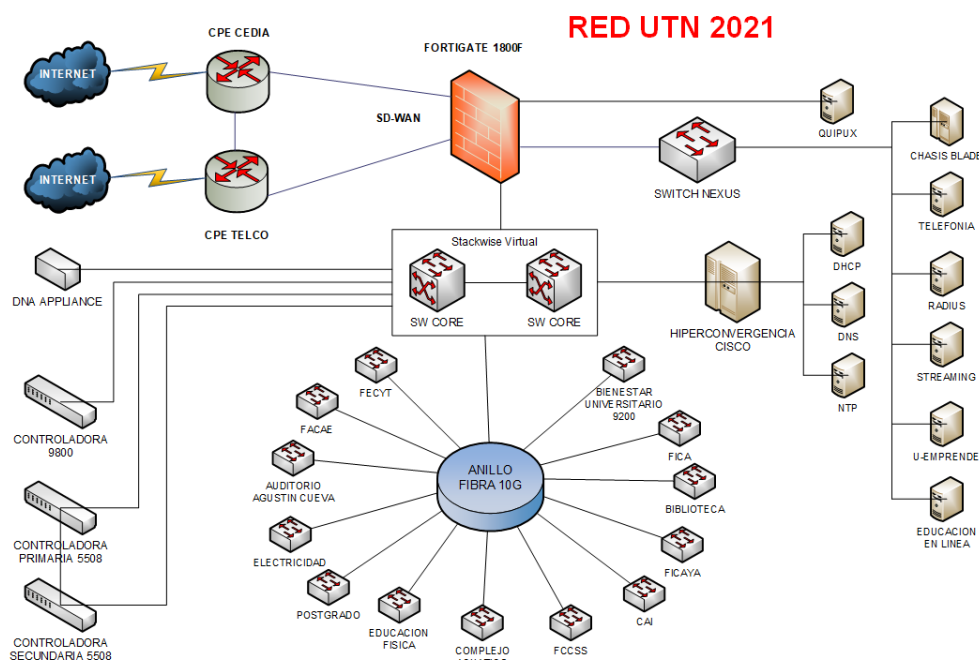 RED UTN 2021
CPE CEDIA
FORTIGATE 1800F
INTERNET
SD-WAN
QUIPUX
CHASIS BLADE
INTERNET
SWITCH NEXUS
CPE TELCO
TELEFONIA
Stackwise Virtual
DHCP
DNA APPLIANCE
SW CORE
SW CORE
HIPERCONVERGENCIA
CISCO
RADIUS
DNS
STREAMING
NTP
FECYT
BIENESTAR
UNIVERSITARIO
9200
FACAE
CONTROLADORA
9800
U-EMPRENDE
FICA
ANILLO
FIBRA 10G
AUDITORIO
AGUSTIN CUEVA
BIBLIOTECA
EDUCACION
EN LINEA
CONTROLADORA
PRIMARIA 5508
ELECTRICIDAD
FICAYA
POSTGRADO
CAI
EDUCACION
FISICA
CONTROLADORA
SECUNDARIA 5508
COMPLEJO
FCCSS